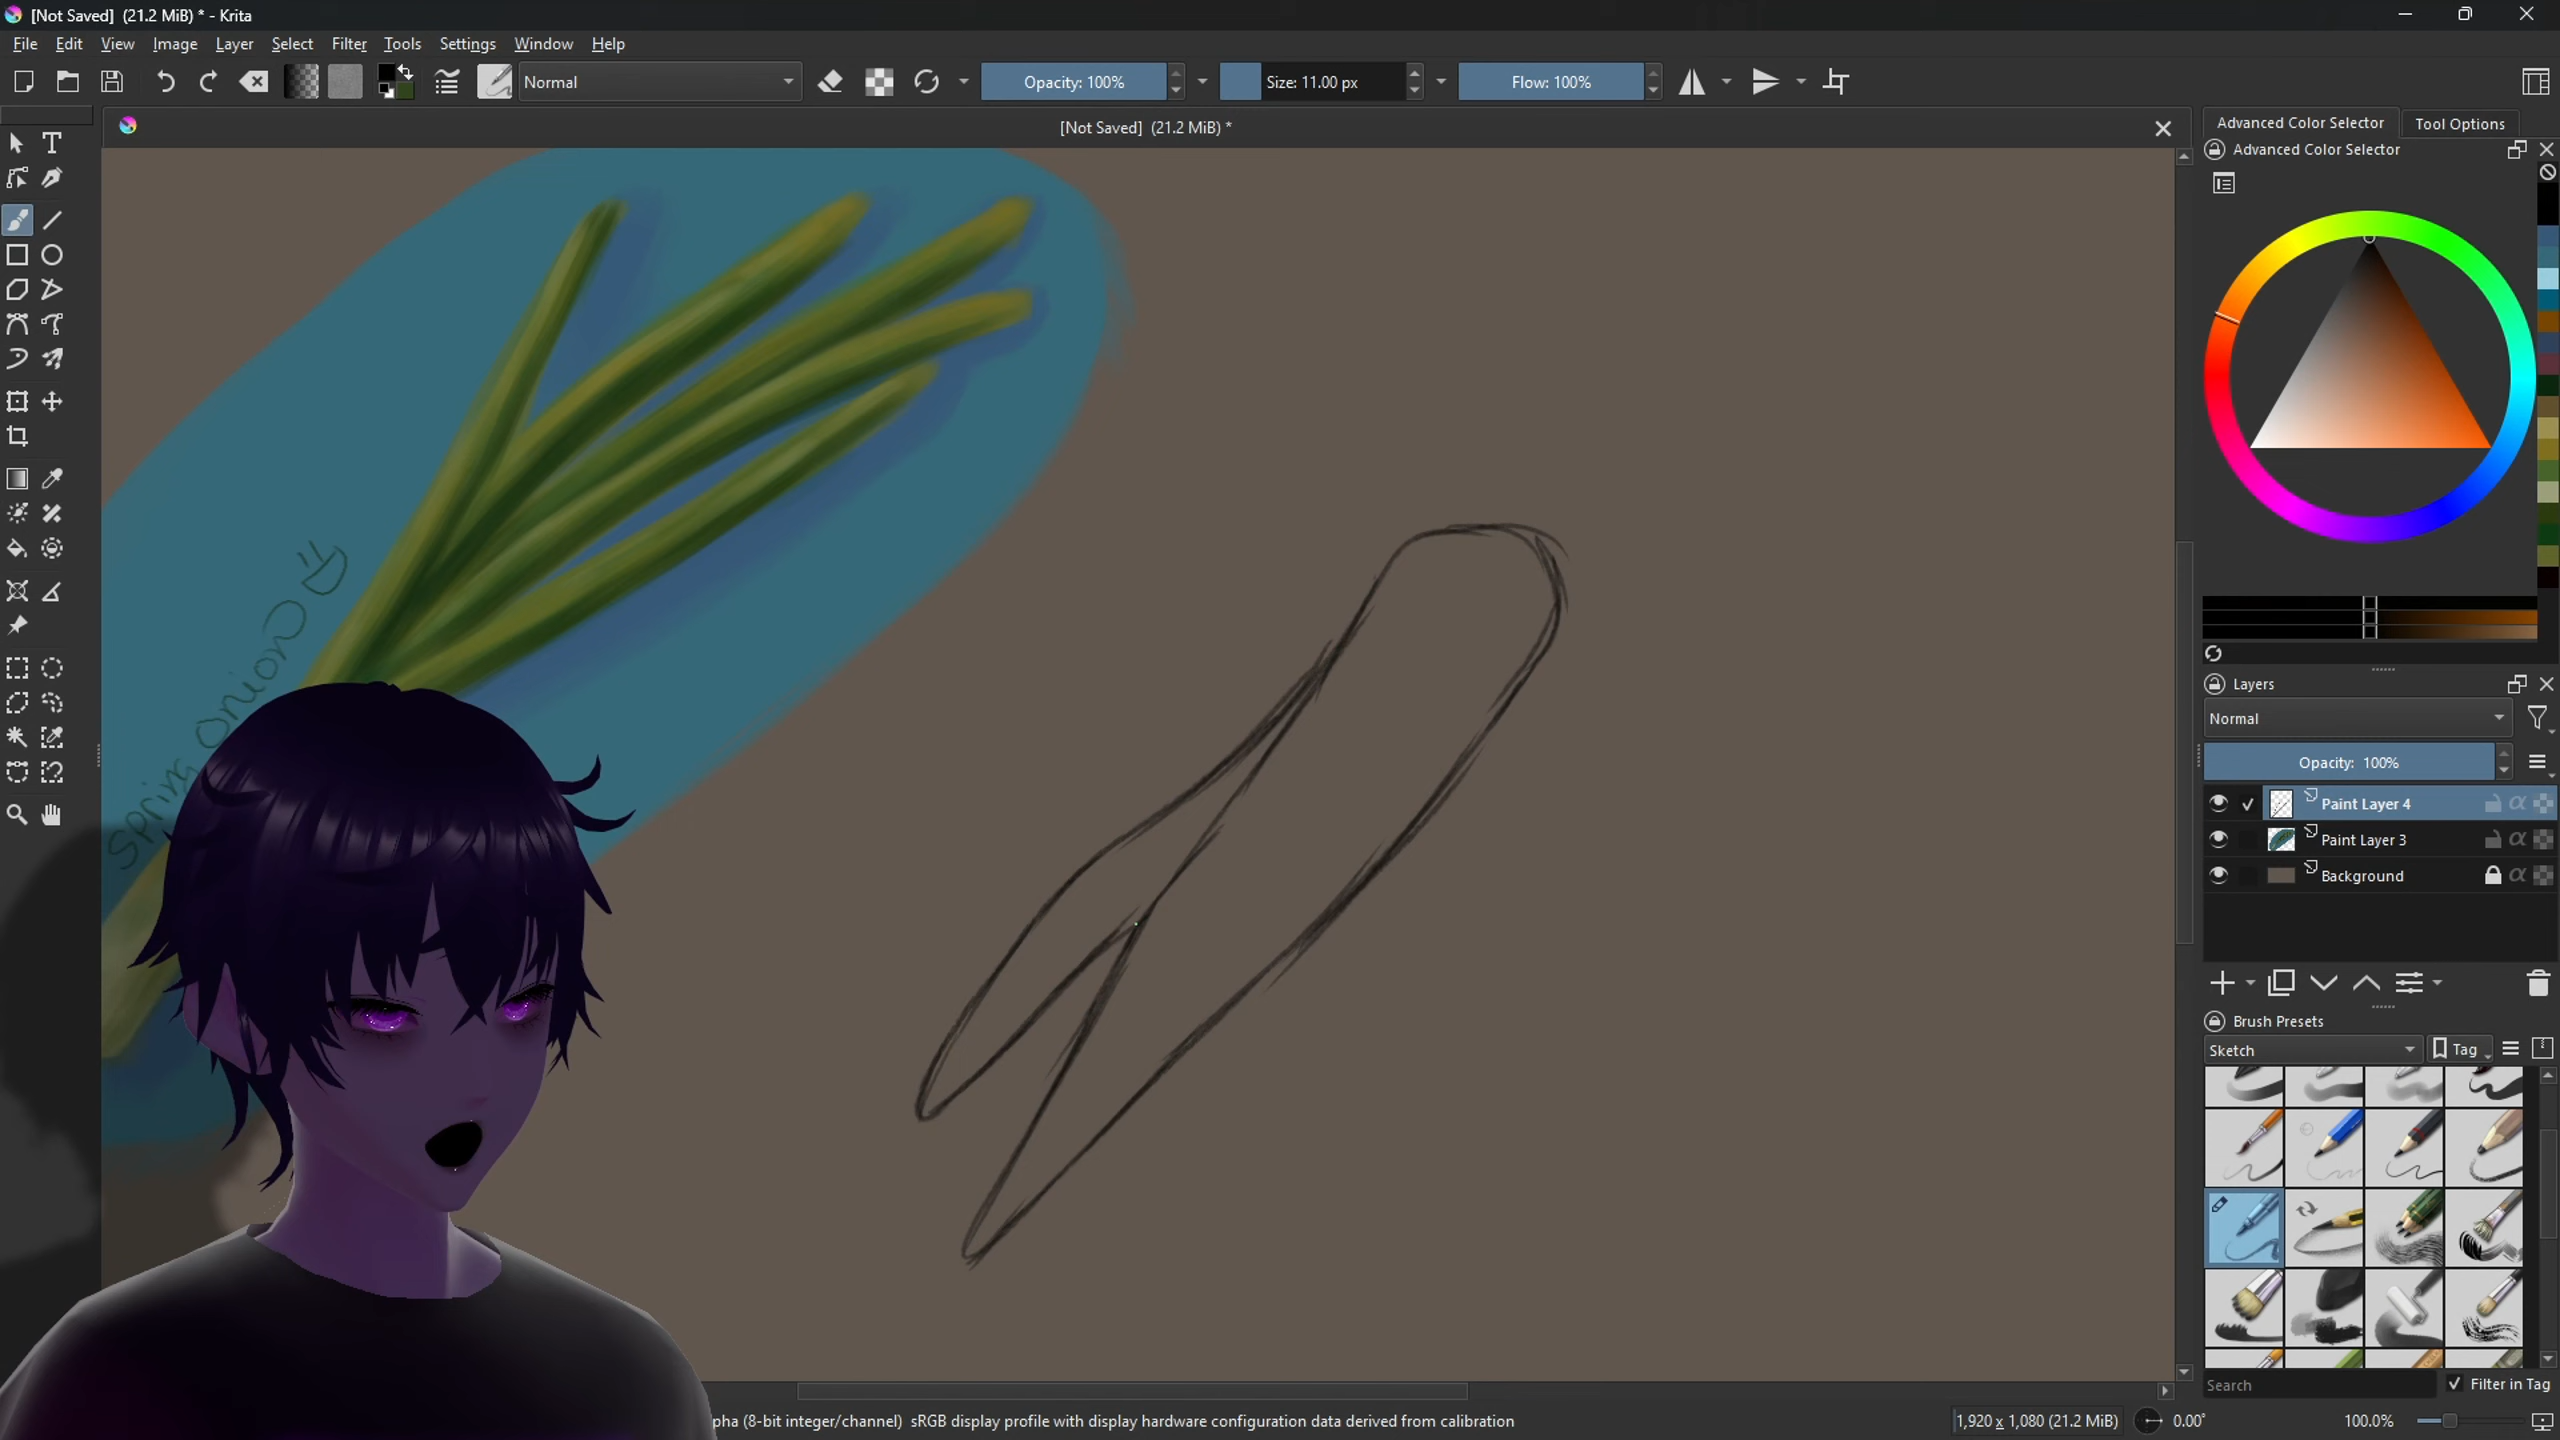 [Not Saved] (21.2 MiB) * - Krita
File Edit View Image Layer Select Filter Tools Settings Window Help
Normal Opacity: 100% Size: 11.00 px Flow: 100%
[Not Saved] (21.2 MiB) *
Advanced Color Selector Tool Options
Advanced Color Selector
Spring Onion
Layers
Normal
Opacity: 100%
Paint Layer 4
Paint Layer 3
Background
Brush Presets
Sketch Tag
Search Filter in Tag
pha (8-bit integer/channel) sRGB display profile with display hardware configuration data derived from calibration
1,920 x 1,080 (21.2 MiB) 0.00° 100.0%